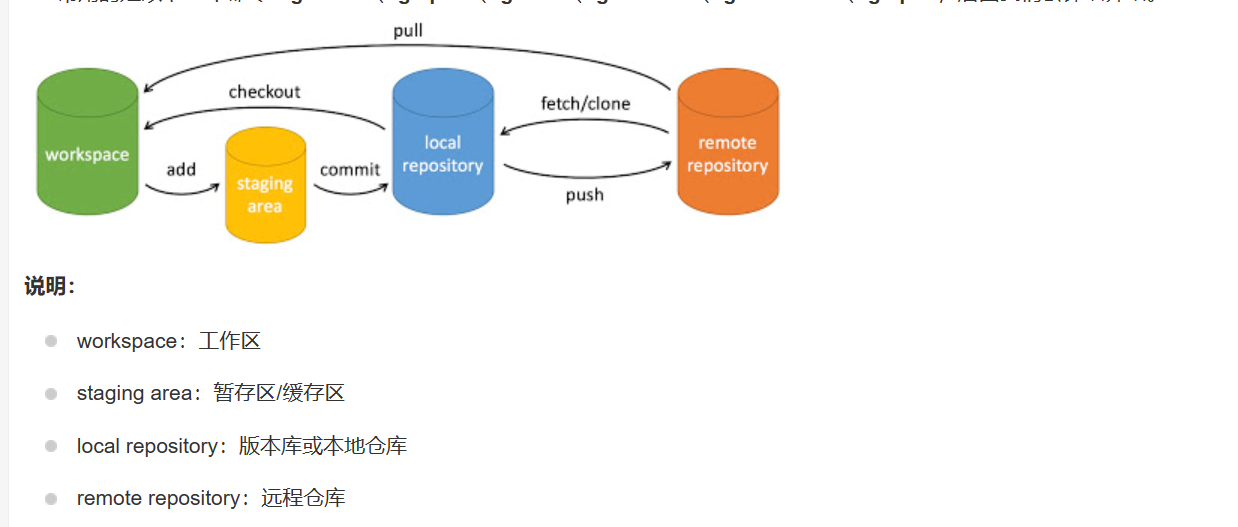 pull
checkout
fetch/clone
workspace
add
staging
area
commit
local
repository
push
remote
repository
说明：
workspace：工作区
staging area：暂存区/缓存区
local repository：版本库或本地仓库
remote repository：远程仓库